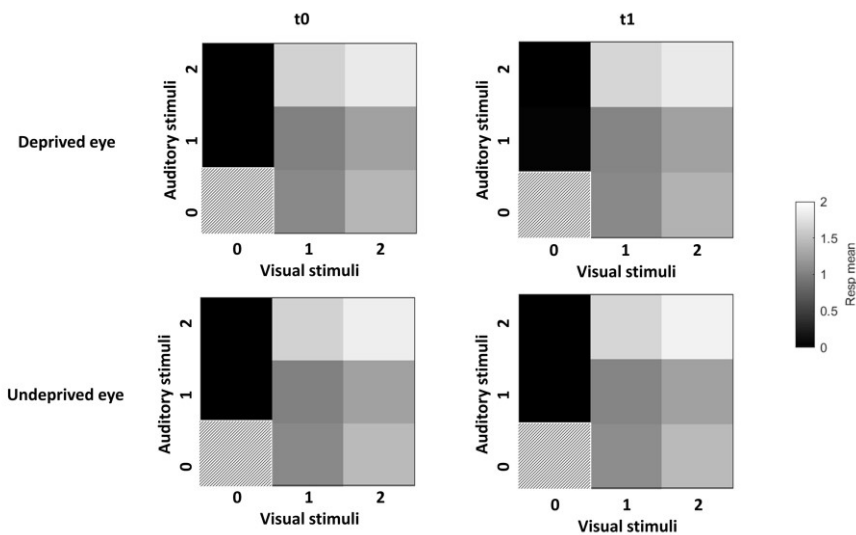 t0
t1
Deprived eye
Auditory stimuli
2
1
0
0 1 2
Visual stimuli
Auditory stimuli
2
1
0
0 1 2
Visual stimuli
2
1.5
1
0.5
0
Resp mean
Undeprived eye
Auditory stimuli
2
1
0
0 1 2
Visual stimuli
Auditory stimuli
2
1
0
0 1 2
Visual stimuli